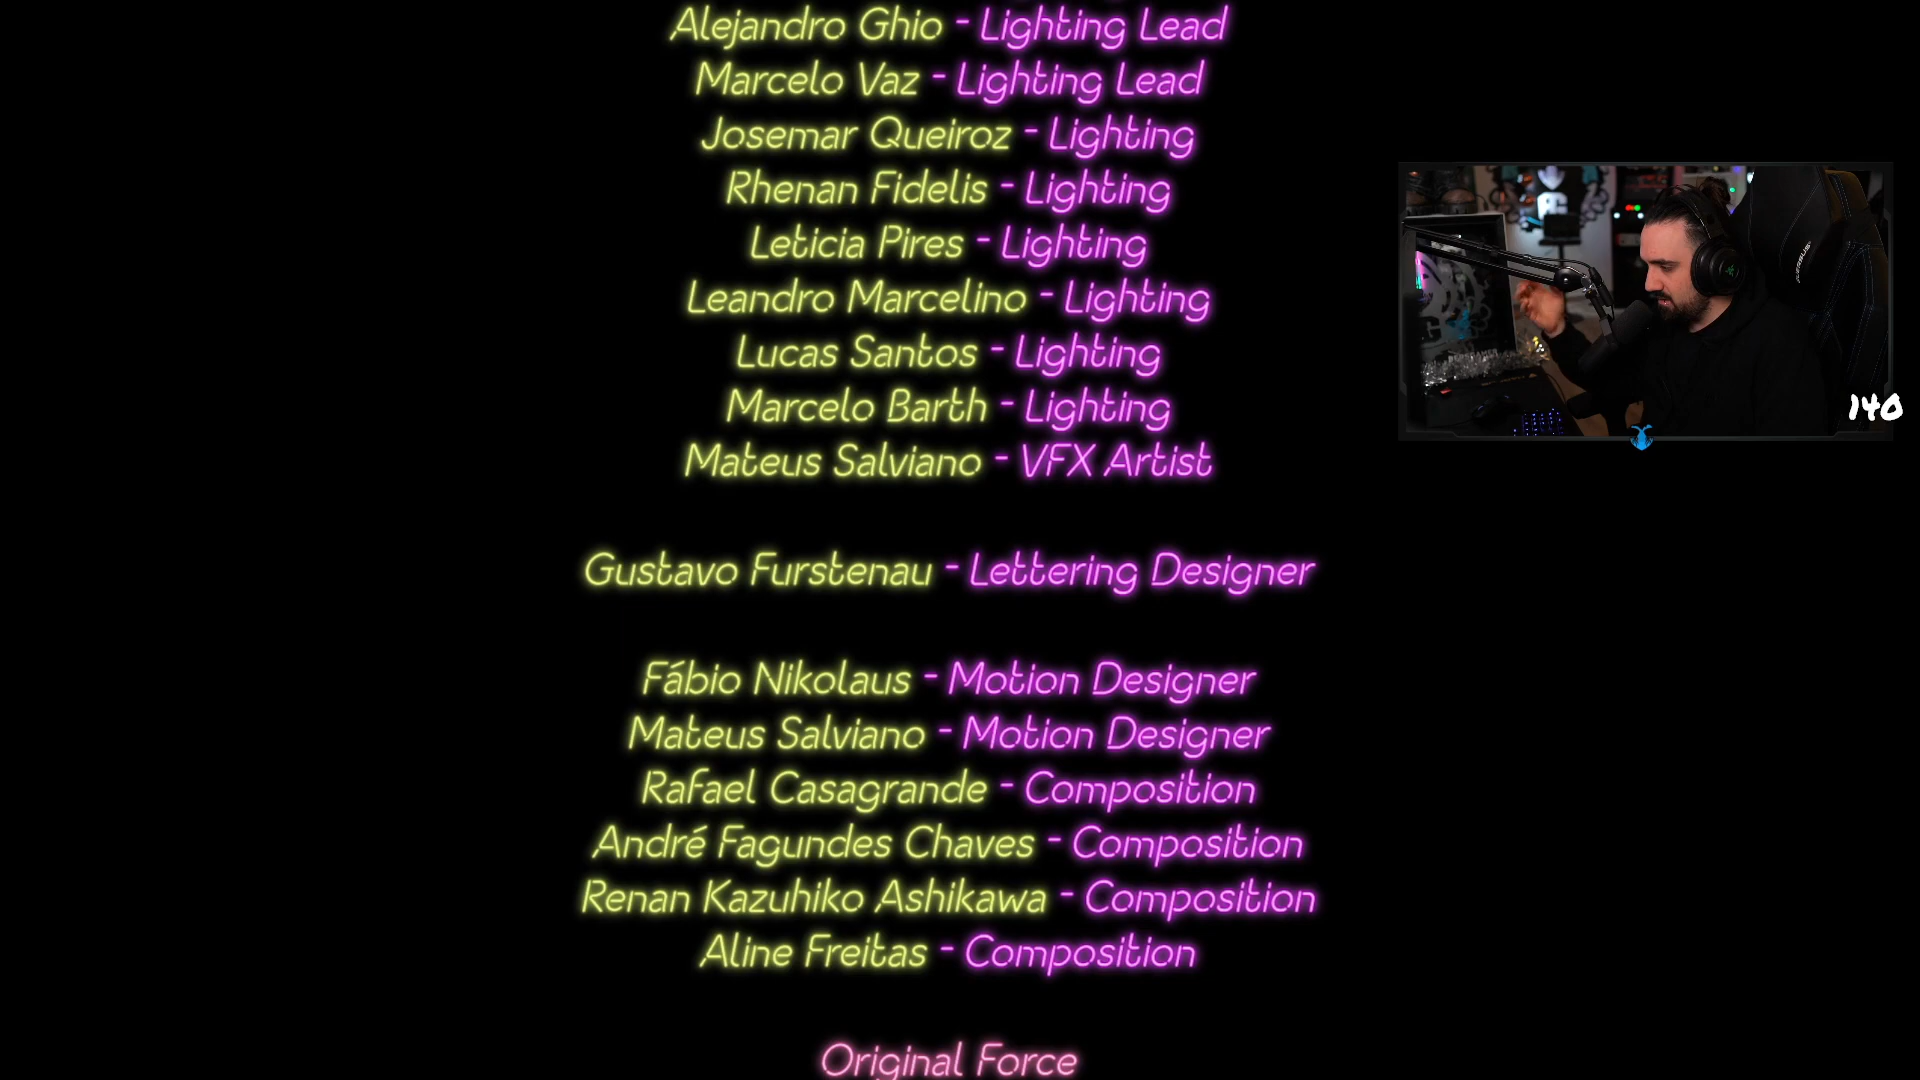 Alejandro Ghio - Lighting Lead
Marcelo Vaz - Lighting Lead
Josemar Queiroz - Lighting
Rhenan Fidelis - Lighting
Leticia Pires - Lighting
Leandro Marcelino - Lighting
Lucas Santos - Lighting
Marcelo Barth - Lighting
140
Mateus Salviano - VFX Artist
Gustavo Furstenau - Lettering Designer
Fábio Nikolaus - Motion Designer
Mateus Salviano - Motion Designer
Rafael Casagrande - Composition
André Fagundes Chaves - Composition
Renan Kazuhiko Ashikawa - Composition
Aline Freitas - Composition
Original Force